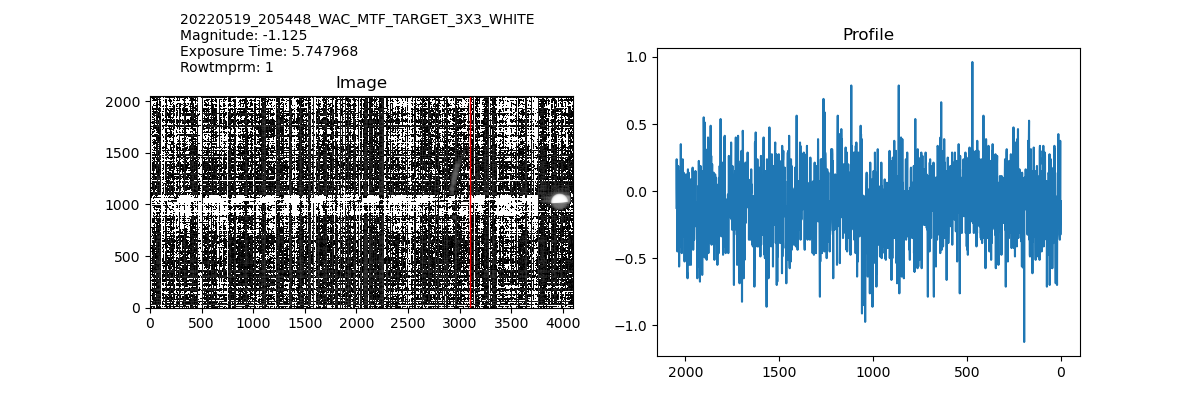 20220519_205448_WAC_MTF_TARGET_3X3_WHITE
Magnitude: -1.125
Exposure Time: 5.747968
Rowtmprm: 1
Image
2000
1500
1000
500
0
0 500 1000 1500 2000 2500 3000 3500 4000
Profile
1.0
0.5
0.0
−0.5
−1.0
2000 1500 1000 500 0